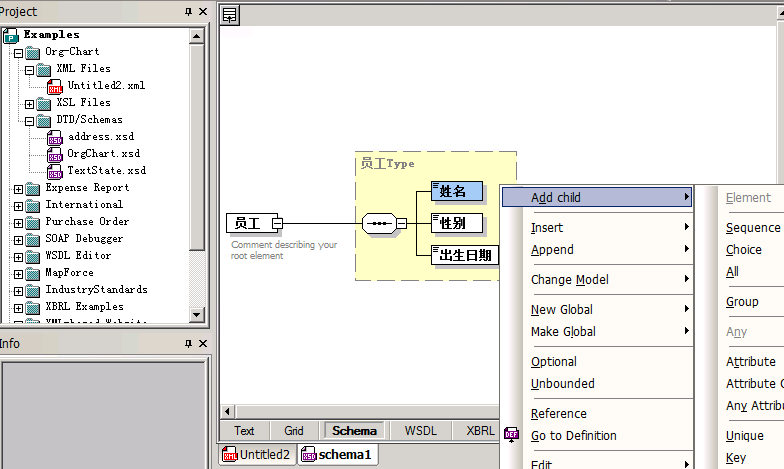 Project
Examples
Org-Chart
XML Files
Untitled2.xml
XSL Files
DTD/Schemas
address.xsd
OrgChart.xsd
TextState.xsd
Expense Report
International
Purchase Order
SOAP Debugger
WSDL Editor
MapForce
IndustryStandards
XBRL Examples
Info
员工Type
姓名
员工
性别
出生日期
Comment describing your
root element
Add child
Insert
Append
Change Model
New Global
Make Global
Optional
Unbounded
Reference
Go to Definition
Edit
Element
Sequence
Choice
All
Group
Any
Attribute
Attribute G
Any Attrib
Unique
Key
Text
Grid
Schema
WSDL
XBRL
Untitled2
schema1